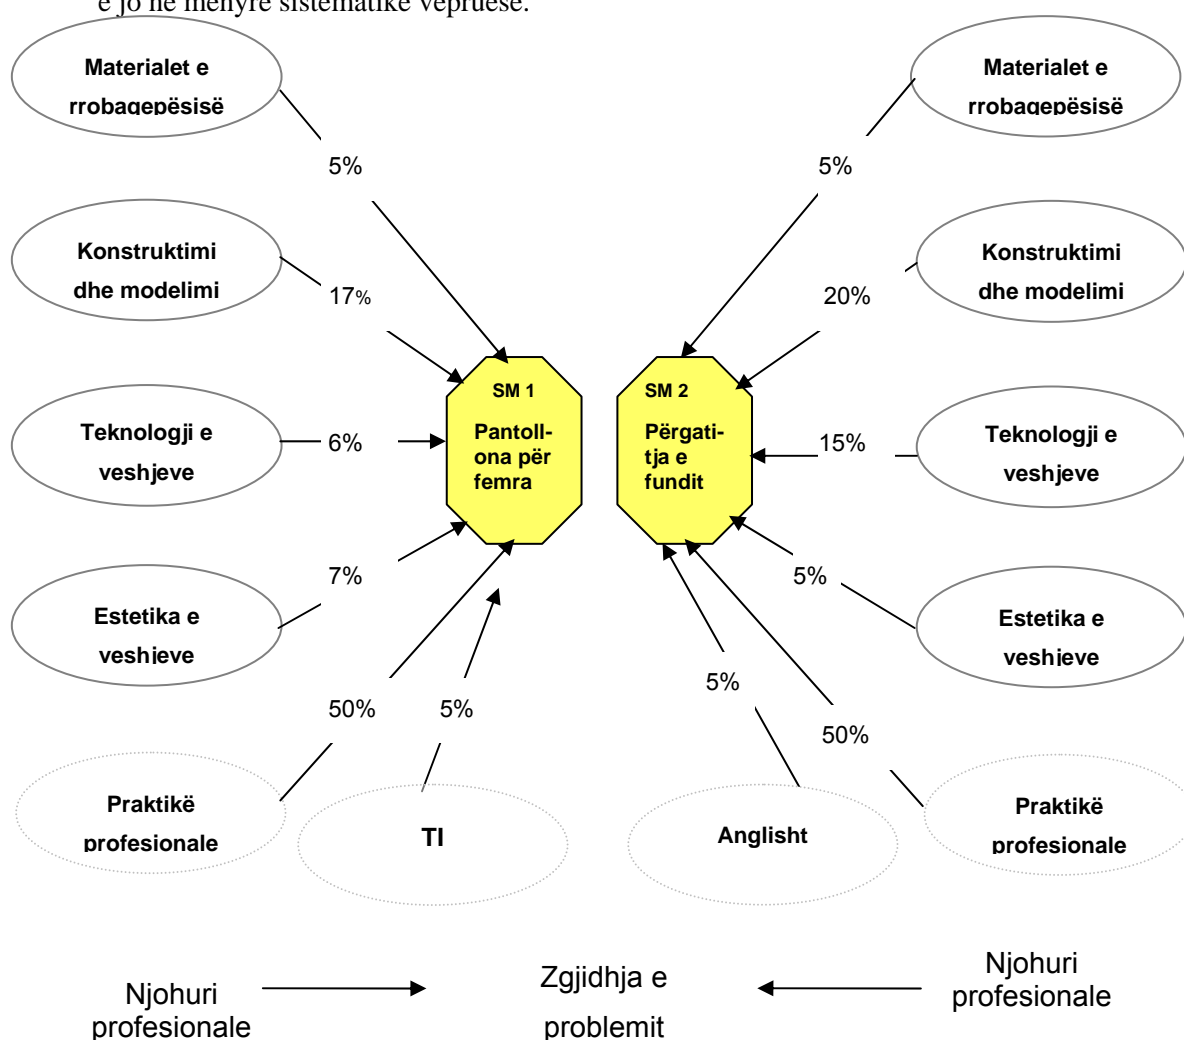 e jo në mënyrë sistematike vepruese.
Materialet e
rrobaqepësisë
5%
Konstruktimi
dhe modelimi
17%
Teknologji e
veshjeve
6%
Estetika e
veshjeve
7%
Praktikë
profesionale
50%
TI
5%
SM 1
Pantoll-
ona për
femra
SM 2
Përgati-
tja e
fundit
Materialet e
rrobaqepësisë
5%
Konstruktimi
dhe modelimi
20%
Teknologji e
veshjeve
15%
Estetika e
veshjeve
5%
Praktikë
profesionale
50%
Anglisht
5%
Njohuri
profesionale
Zgjidhja e
problemit
Njohuri
profesionale